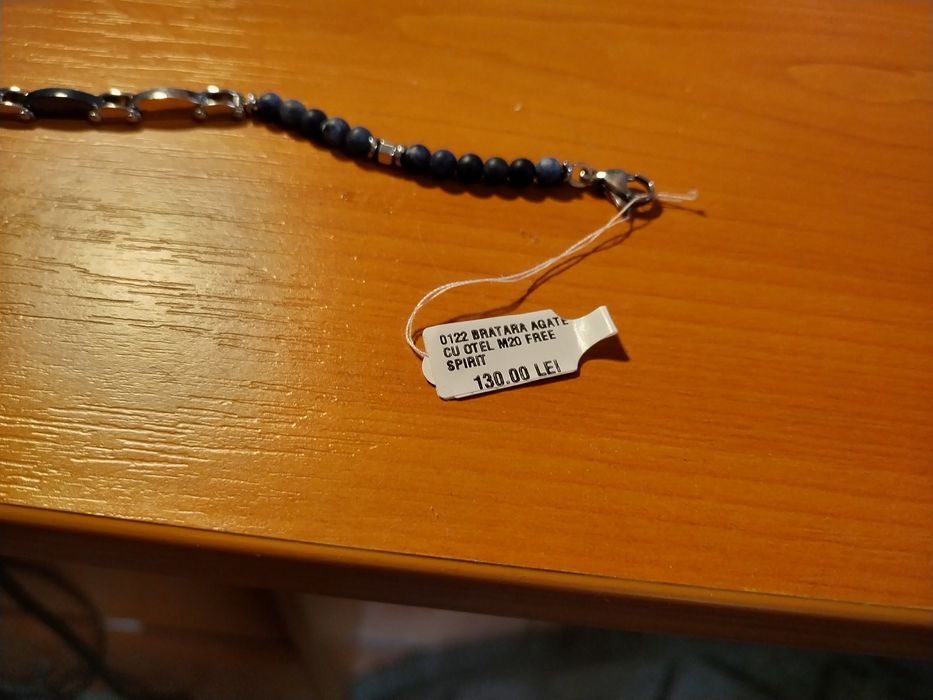 0122 BRATARA AGATE
CU OTEL M20 FREE
SPIRIT
130.00 LEI